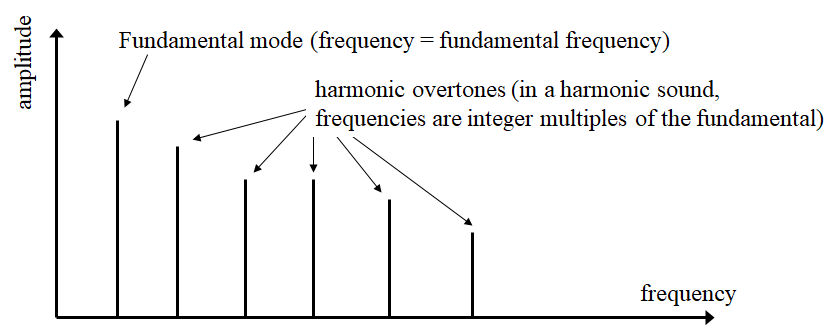 amplitude
Fundamental mode (frequency = fundamental frequency)
harmonic overtones (in a harmonic sound,
frequencies are integer multiples of the fundamental)
frequency